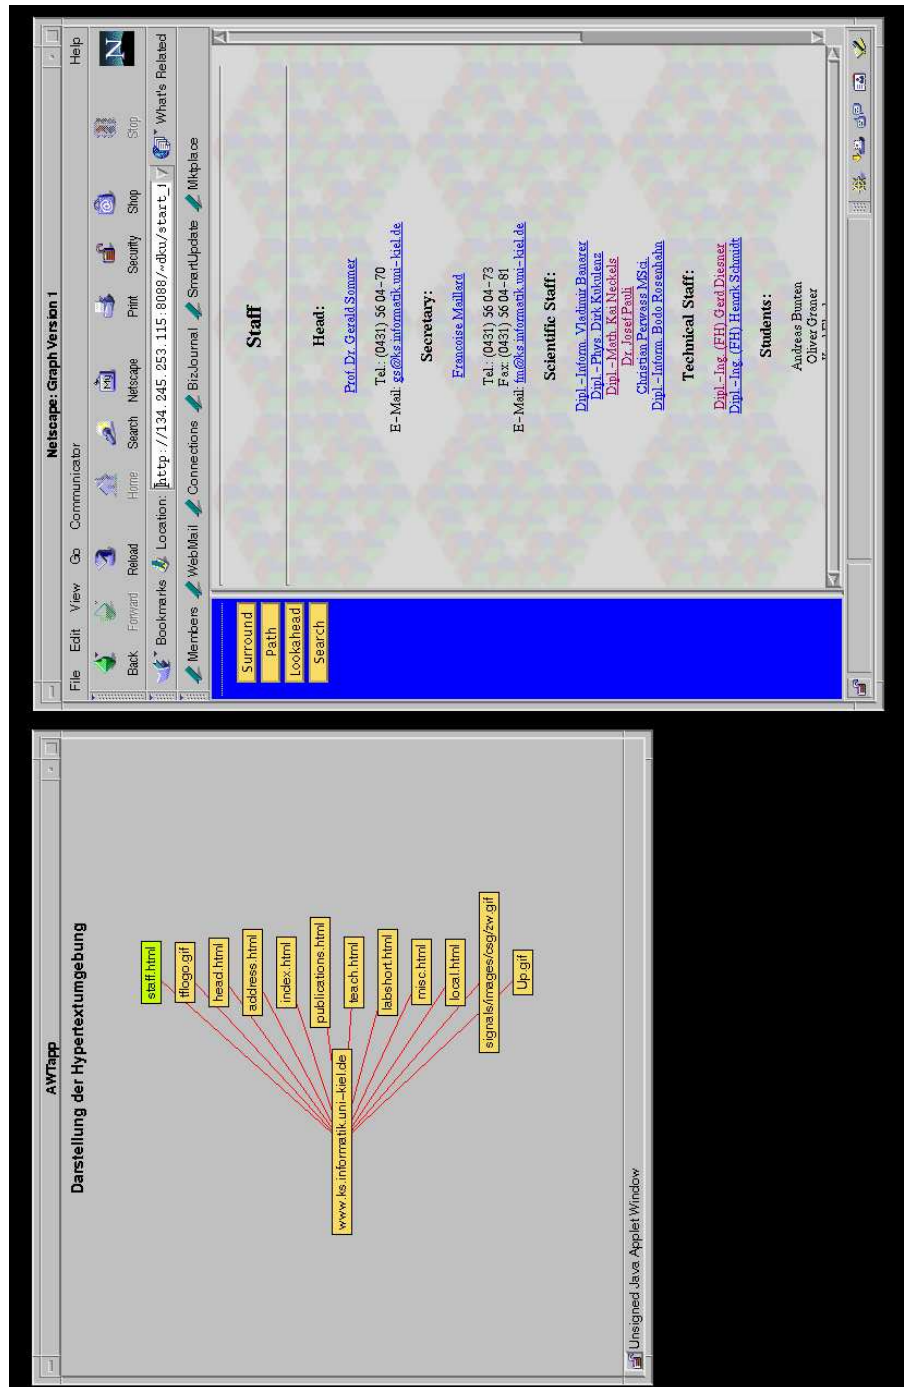 AWTapp
Darstellung der Hypertextumgebung
staff.html
tflogo.gif
head.html
address.html
index.html
publications.html
www.ks.informatik.uni-kiel.de
teach.html
labshort.html
misc.html
local.html
signals/images/csg/zw.gif
Up.gif
Unsigned Java Applet Window
Netscape: Graph Version 1
File Edit View Go Communicator Help
Back Forward Reload Home Search Netscape Print Security Shop Stop
N
My
Bookmarks Location: http://134.245.253.115:8088/~dku/start_ What's Related
Members WebMail Connections BizJournal SmartUpdate Mktplace
Surround
Path
Lookahead
Search
Staff
Head:
Prof. Dr. Gerald Sommer
Tel.: (0431) 56 04-70
E-Mail: gs@ks.informatik.uni-kiel.de
Secretary:
Francoise Maillard
Tel.: (0431) 56 04-73
Fax: (0431) 56 04-81
E-Mail: fm@ks.informatik.uni-kiel.de
Scientific Staff:
Dipl.-Inform. Vladimir Banarer
Dipl.-Phys. Dirk Kukulenz
Dipl.-Math. Kai Neckels
Dr. Josef Pauli
Christian Perwass MSci.
Dipl.-Inform. Bodo Rosenhahn
Technical Staff:
Dipl.-Ing. (FH) Gerd Diesner
Dipl.-Ing. (FH) Henrik Schmidt
Students:
Andreas Bunten
Oliver Graner